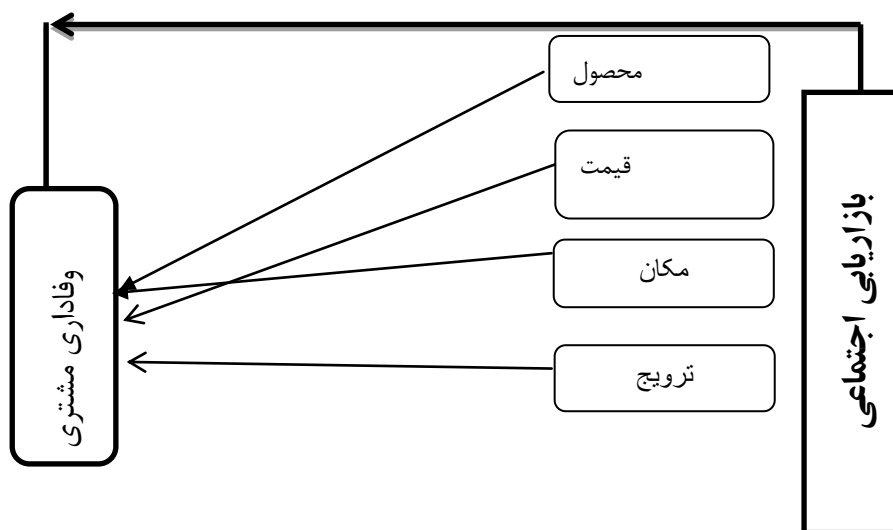 محصول
قیمت
مکان
ترویج
بازاریابی اجتماعی
وفاداری مشتری